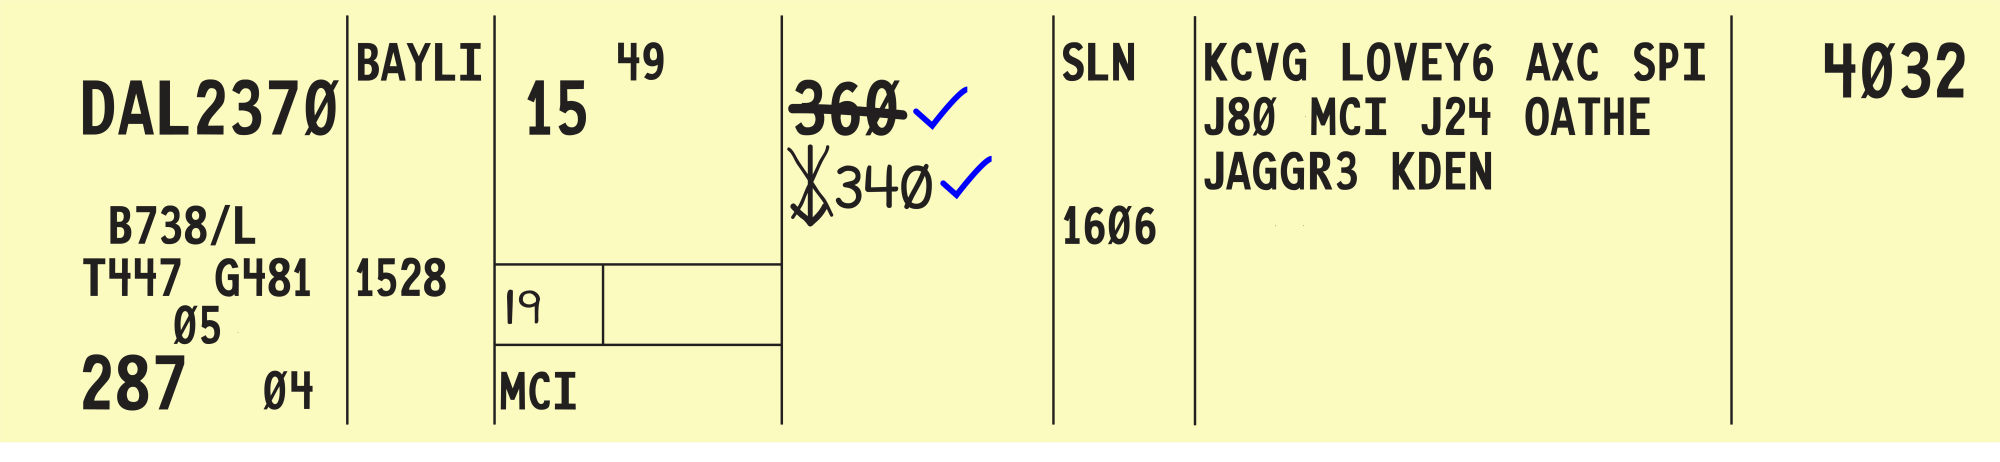 DAL2370
B738/L
T447 G481
05
287 04
BAYLI
1528
49
15
19
MCI
360
340
SLN
1606
KCVG LOVEY6 AXC SPI
J80 MCI J24 OATHE
JAGGR3 KDEN
4032